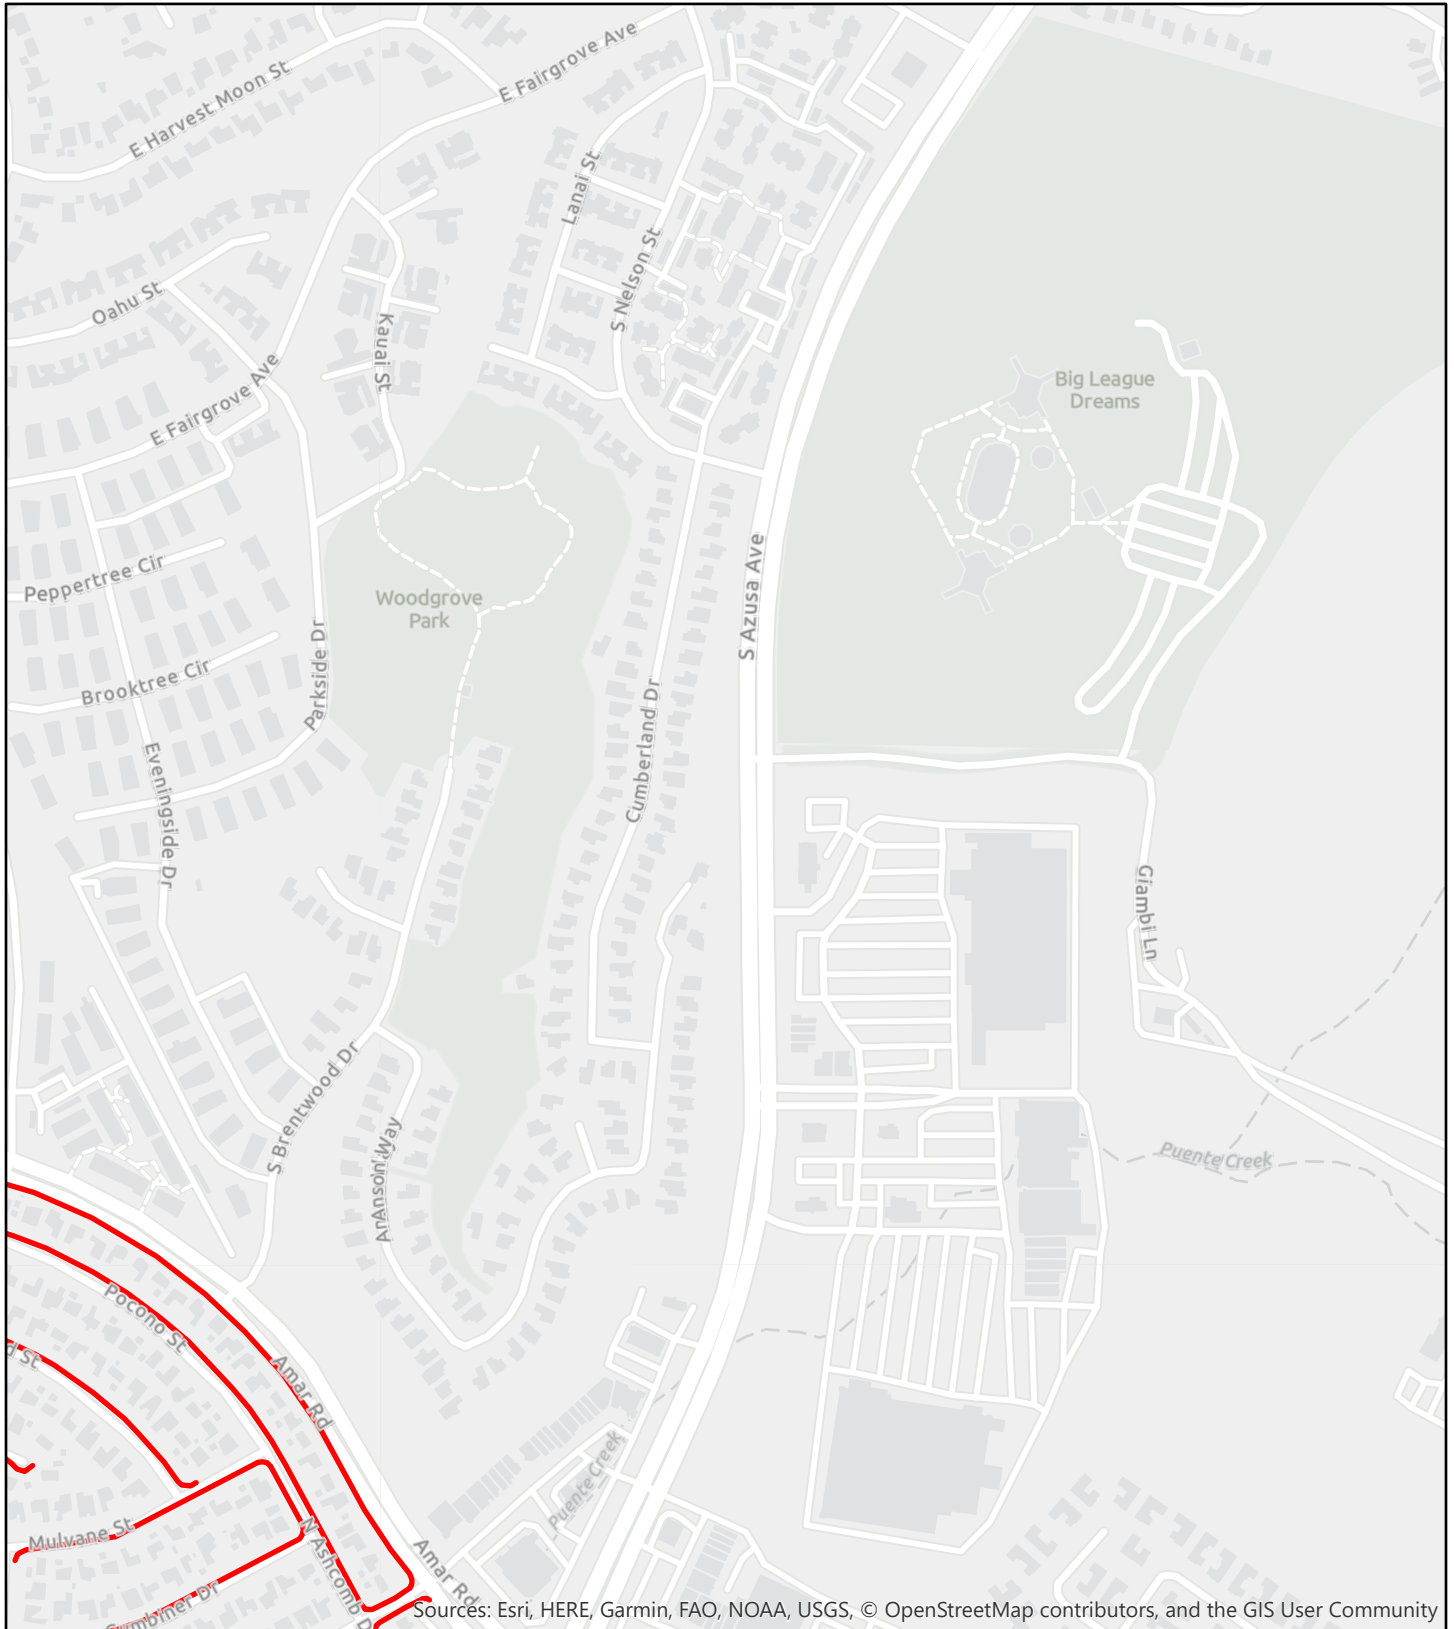 E Fairgrove Ave
E Harvest Moon St
Lanai St
S Nelson St
Oahu St
Kauai St
Big League
Dreams
E Fairgrove Ave
S Azusa Ave
Peppertree Cir
Woodgrove
Park
Brooktree Cir
Parkside Dr
Cumberland Dr
Eveningside Dr
Giambi Ln
S Brentwood Dr
Anson Way
Puente Creek
Pocono St
d St
Amar Rd
Puente Creek
Mulvane St
N Ashcomb D
Amar Rd
Gumbiner Dr
Sources: Esri, HERE, Garmin, FAO, NOAA, USGS, © OpenStreetMap contributors, and the GIS User Community